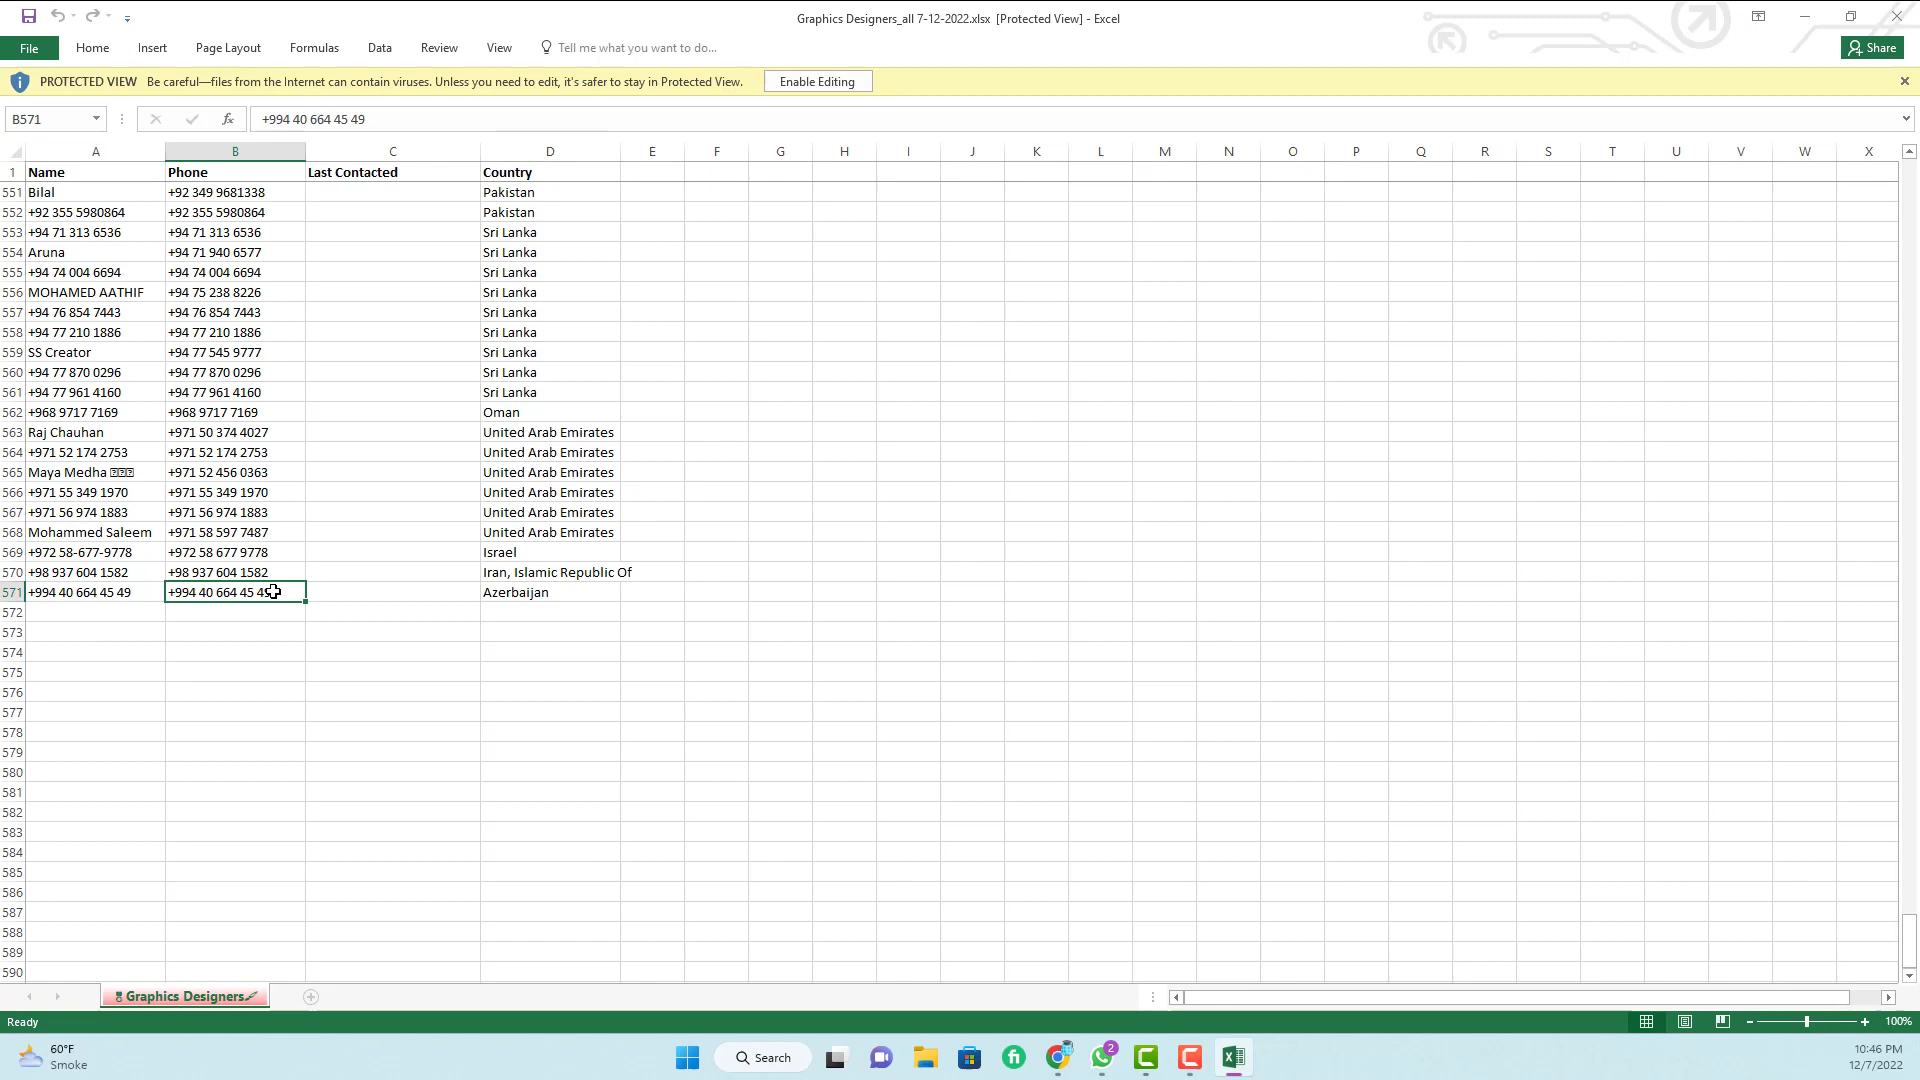 Graphics Designers_all 7-12-2022.xlsx [Protected View] - Excel
File Home Insert Page Layout Formulas Data Review View Tell me what you want to do... Share
PROTECTED VIEW Be careful—files from the Internet can contain viruses. Unless you need to edit, it's safer to stay in Protected View. Enable Editing
B571 fx +994 40 664 45 49
A B C D E F G H I J K L M N O P Q R S T U V W X
1 Name Phone Last Contacted Country
551 Bilal +92 349 9681338 Pakistan
552 +92 355 5980864 +92 355 5980864 Pakistan
553 +94 71 313 6536 +94 71 313 6536 Sri Lanka
554 Aruna +94 71 940 6577 Sri Lanka
555 +94 74 004 6694 +94 74 004 6694 Sri Lanka
556 MOHAMED AATHIF +94 75 238 8226 Sri Lanka
557 +94 76 854 7443 +94 76 854 7443 Sri Lanka
558 +94 77 210 1886 +94 77 210 1886 Sri Lanka
559 SS Creator +94 77 545 9777 Sri Lanka
560 +94 77 870 0296 +94 77 870 0296 Sri Lanka
561 +94 77 961 4160 +94 77 961 4160 Sri Lanka
562 +968 9717 7169 +968 9717 7169 Oman
563 Raj Chauhan +971 50 374 4027 United Arab Emirates
564 +971 52 174 2753 +971 52 174 2753 United Arab Emirates
565 Maya Medha +971 52 456 0363 United Arab Emirates
566 +971 55 349 1970 +971 55 349 1970 United Arab Emirates
567 +971 56 974 1883 +971 56 974 1883 United Arab Emirates
568 Mohammed Saleem +971 58 597 7487 United Arab Emirates
569 +972 58-677-9778 +972 58 677 9778 Israel
570 +98 937 604 1582 +98 937 604 1582 Iran, Islamic Republic Of
571 +994 40 664 45 49 +994 40 664 45 49 Azerbaijan
572
573
574
575
576
577
578
579
580
581
582
583
584
585
586
587
588
589
590
Graphics Designers
Ready 100%
60°F
Smoke
Search
fi
2
10:46 PM
12/7/2022